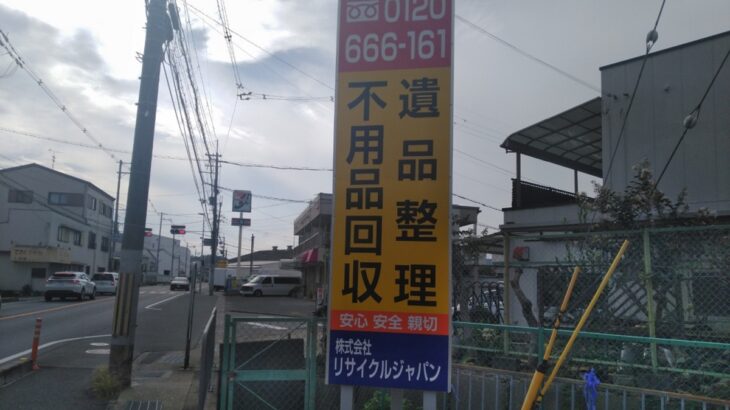 0120
666-161
遺品整理
不用品回収
安心 安全 親切
株式会社
リサイクルジャパン